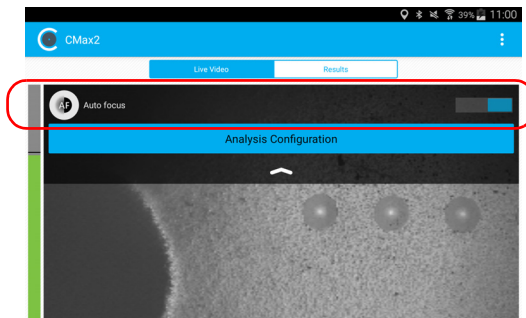 39% 11:00
CMax2
Live Video Results
AF Auto focus
Analysis Configuration